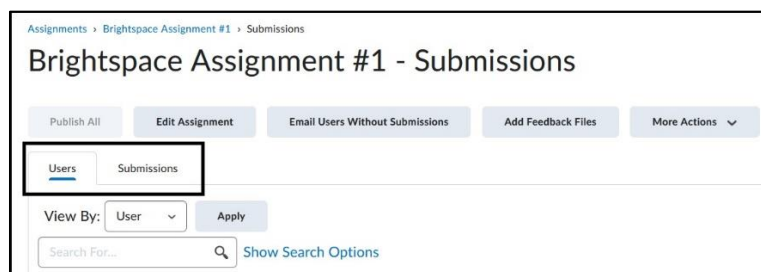 Assignments › Brightspace Assignment #1 › Submissions
Brightspace Assignment #1 - Submissions
Publish All Edit Assignment Email Users Without Submissions Add Feedback Files More Actions
Users Submissions
View By: User Apply
Search For... Show Search Options